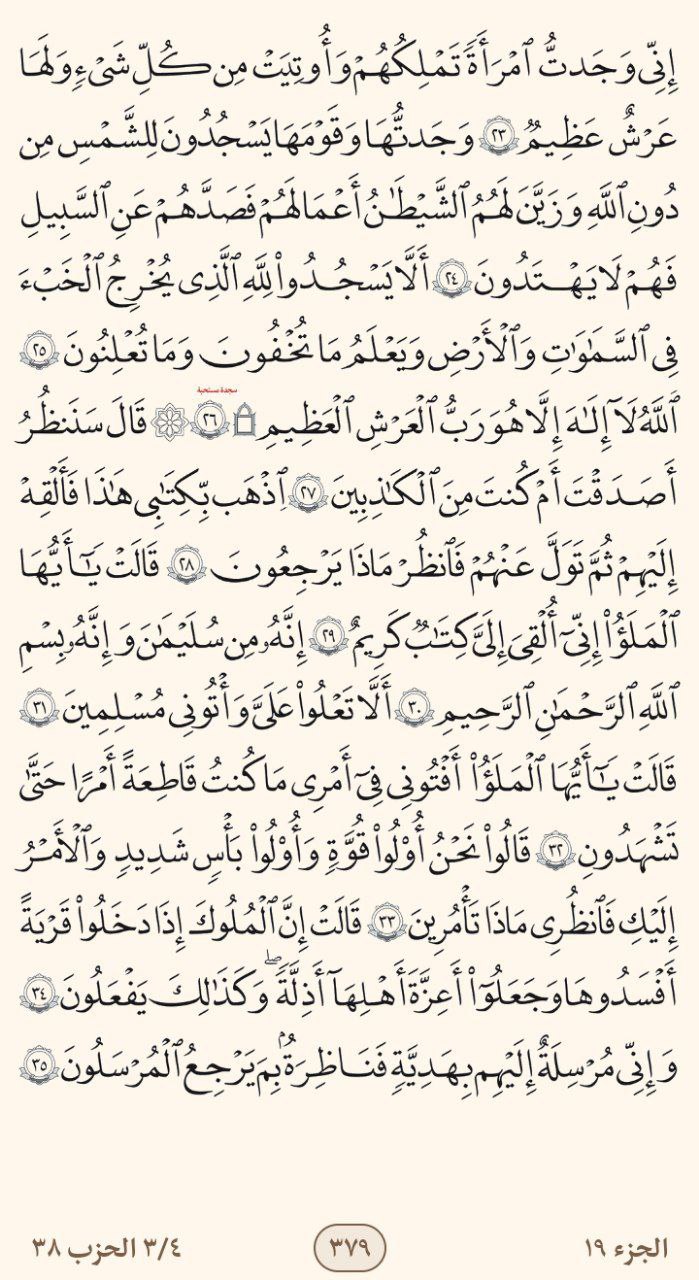 إِنِّي وَجَدتُّ ٱمْرَأَةً تَمْلِكُهُمْ وَأُوتِيَتْ مِن كُلِّ شَيْءٍ وَلَهَا
عَرْشٌ عَظِيمٌ ٢٣ وَجَدتُّهَا وَقَوْمَهَا يَسْجُدُونَ لِلشَّمْسِ مِن
دُونِ ٱللَّهِ وَزَيَّنَ لَهُمُ ٱلشَّيْطَٰنُ أَعْمَٰلَهُمْ فَصَدَّهُمْ عَنِ ٱلسَّبِيلِ
فَهُمْ لَا يَهْتَدُونَ ٢٤ أَلَّا يَسْجُدُوا۟ لِلَّهِ ٱلَّذِى يُخْرِجُ ٱلْخَبْءَ
فِى ٱلسَّمَٰوَٰتِ وَٱلْأَرْضِ وَيَعْلَمُ مَا تُخْفُونَ وَمَا تُعْلِنُونَ ٢٥
سجدة مستحبة
ٱللَّهُ لَآ إِلَٰهَ إِلَّا هُوَ رَبُّ ٱلْعَرْشِ ٱلْعَظِيمِ ۩ ٢٦ ۞ قَالَ سَنَنظُرُ
أَصَدَقْتَ أَمْ كُنتَ مِنَ ٱلْكَٰذِبِينَ ٢٧ ٱذْهَب بِّكِتَٰبِى هَٰذَا فَأَلْقِهْ
إِلَيْهِمْ ثُمَّ تَوَلَّ عَنْهُمْ فَٱنظُرْ مَاذَا يَرْجِعُونَ ٢٨ قَالَتْ يَٰٓأَيُّهَا
ٱلْمَلَؤُا۟ إِنِّىٓ أُلْقِىَ إِلَىَّ كِتَٰبٌ كَرِيمٌ ٢٩ إِنَّهُۥ مِن سُلَيْمَٰنَ وَإِنَّهُۥ بِسْمِ
ٱللَّهِ ٱلرَّحْمَٰنِ ٱلرَّحِيمِ ٣٠ أَلَّا تَعْلُوا۟ عَلَىَّ وَأْتُونِى مُسْلِمِينَ ٣١
قَالَتْ يَٰٓأَيُّهَا ٱلْمَلَؤُا۟ أَفْتُونِى فِىٓ أَمْرِى مَا كُنتُ قَاطِعَةً أَمْرًا حَتَّىٰ
تَشْهَدُونِ ٣٢ قَالُوا۟ نَحْنُ أُو۟لُوا۟ قُوَّةٍ وَأُو۟لُوا۟ بَأْسٍ شَدِيدٍ وَٱلْأَمْرُ
إِلَيْكِ فَٱنظُرِى مَاذَا تَأْمُرِينَ ٣٣ قَالَتْ إِنَّ ٱلْمُلُوكَ إِذَا دَخَلُوا۟ قَرْيَةً
أَفْسَدُوهَا وَجَعَلُوٓا۟ أَعِزَّةَ أَهْلِهَآ أَذِلَّةً ۖ وَكَذَٰلِكَ يَفْعَلُونَ ٣٤
وَإِنِّى مُرْسِلَةٌ إِلَيْهِم بِهَدِيَّةٍ فَنَاظِرَةٌۢ بِمَ يَرْجِعُ ٱلْمُرْسَلُونَ ٣٥
الجزء ١٩
٣٧٩
٣/٤ الحزب ٣٨